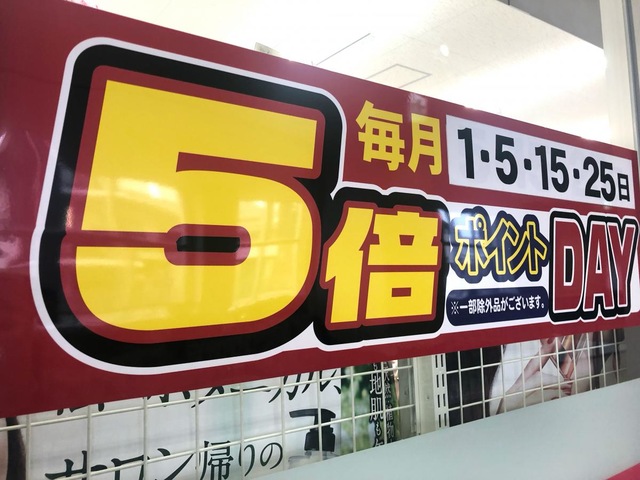 5倍
毎月
1・5・15・25日
ポイント
DAY
※一部除外品がございます。
サロン帰りの